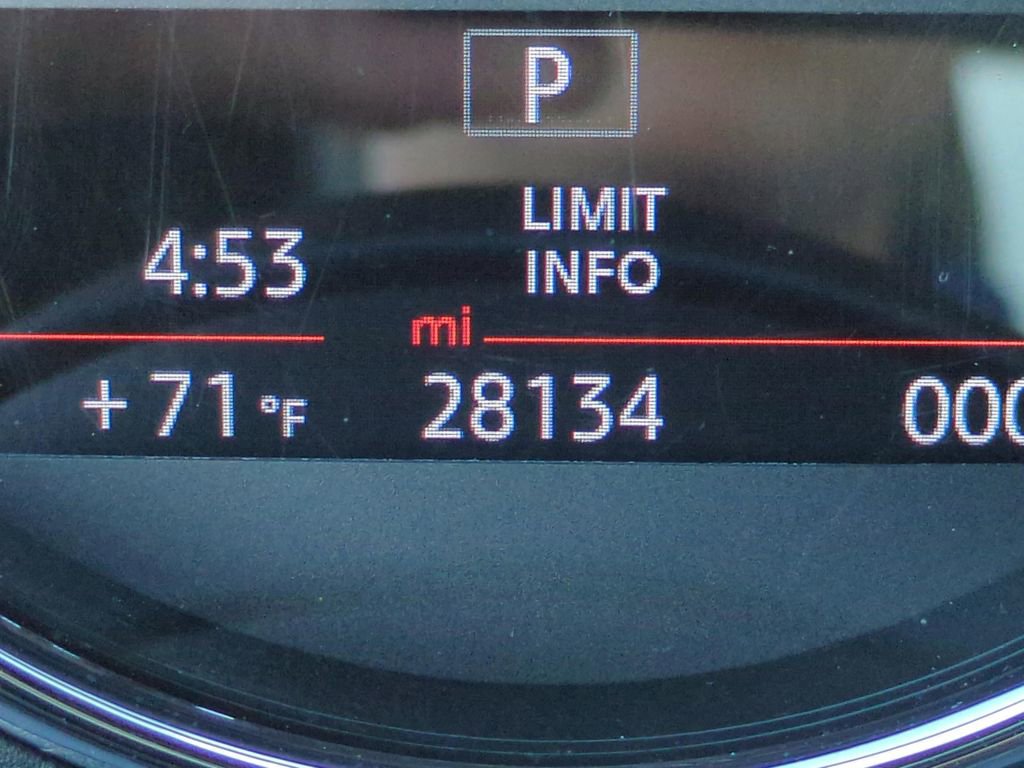 P
LIMIT
INFO
4:53
mi
+71 °F 28134 000